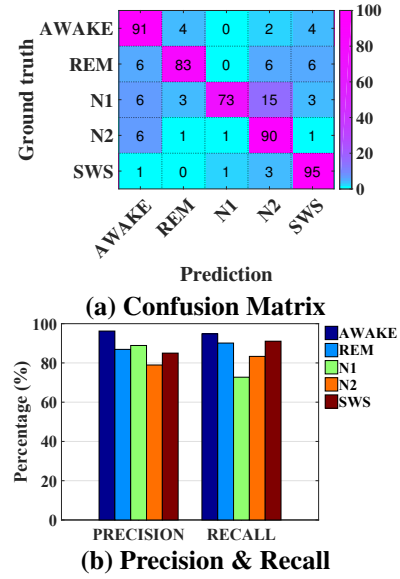 Ground truth
AWAKE 91 4 0 2 4
REM 6 83 0 6 6
N1 6 3 73 15 3
N2 6 1 1 90 1
SWS 1 0 1 3 95
AWAKE REM N1 N2 SWS
Prediction
100
80
60
40
20
0
(a) Confusion Matrix
Percentage (%)
100
80
60
40
20
0
PRECISION RECALL
AWAKE
REM
N1
N2
SWS
(b) Precision & Recall